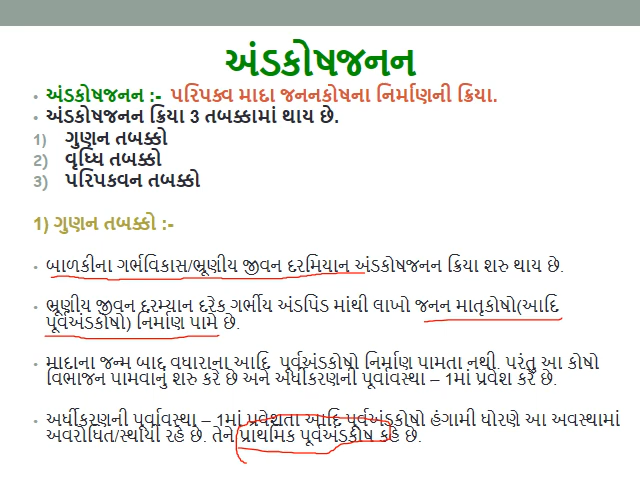 અંડકોષજનન
• અંડકોષજનન :- પરિપક્વ માદા જનનકોષના નિર્માણની ક્રિયા.
• અંડકોષજનન ક્રિયા 3 તબક્કામાં થાય છે.
1) ગુણન તબક્કો
2) વૃધ્ધિ તબક્કો
3) પરિપકવન તબક્કો
1) ગુણન તબક્કો :-
• બાળકીના ગર્ભવિકાસ/ભ્રૂણીય જીવન દરમિયાન અંડકોષજનન ક્રિયા શરુ થાય છે.
• ભ્રૂણીય જીવન દરમ્યાન દરેક ગર્ભીય અંડપિંડ માંથી લાખો જનન માતૃકોષો(આદિ
પૂર્વઅંડકોષો) નિર્માણ પામે છે.
• માદાના જન્મ બાદ વધારાના આદિ પૂર્વઅંડકોષો નિર્માણ પામતા નથી. પરંતુ આ કોષો
વિભાજન પામવાનું શરુ કરે છે અને અર્ધીકરણની પૂર્વાવસ્થા – 1માં પ્રવેશ કરે છે.
• અર્ધીકરણની પૂર્વાવસ્થા – 1માં પ્રવેશતા આદિ પૂર્વઅંડકોષો હંગામી ધોરણે આ અવસ્થામાં
અવરોધિત/સ્થાયી રહે છે. તેને પ્રાથમિક પૂર્વઅંડકોષ કહે છે.